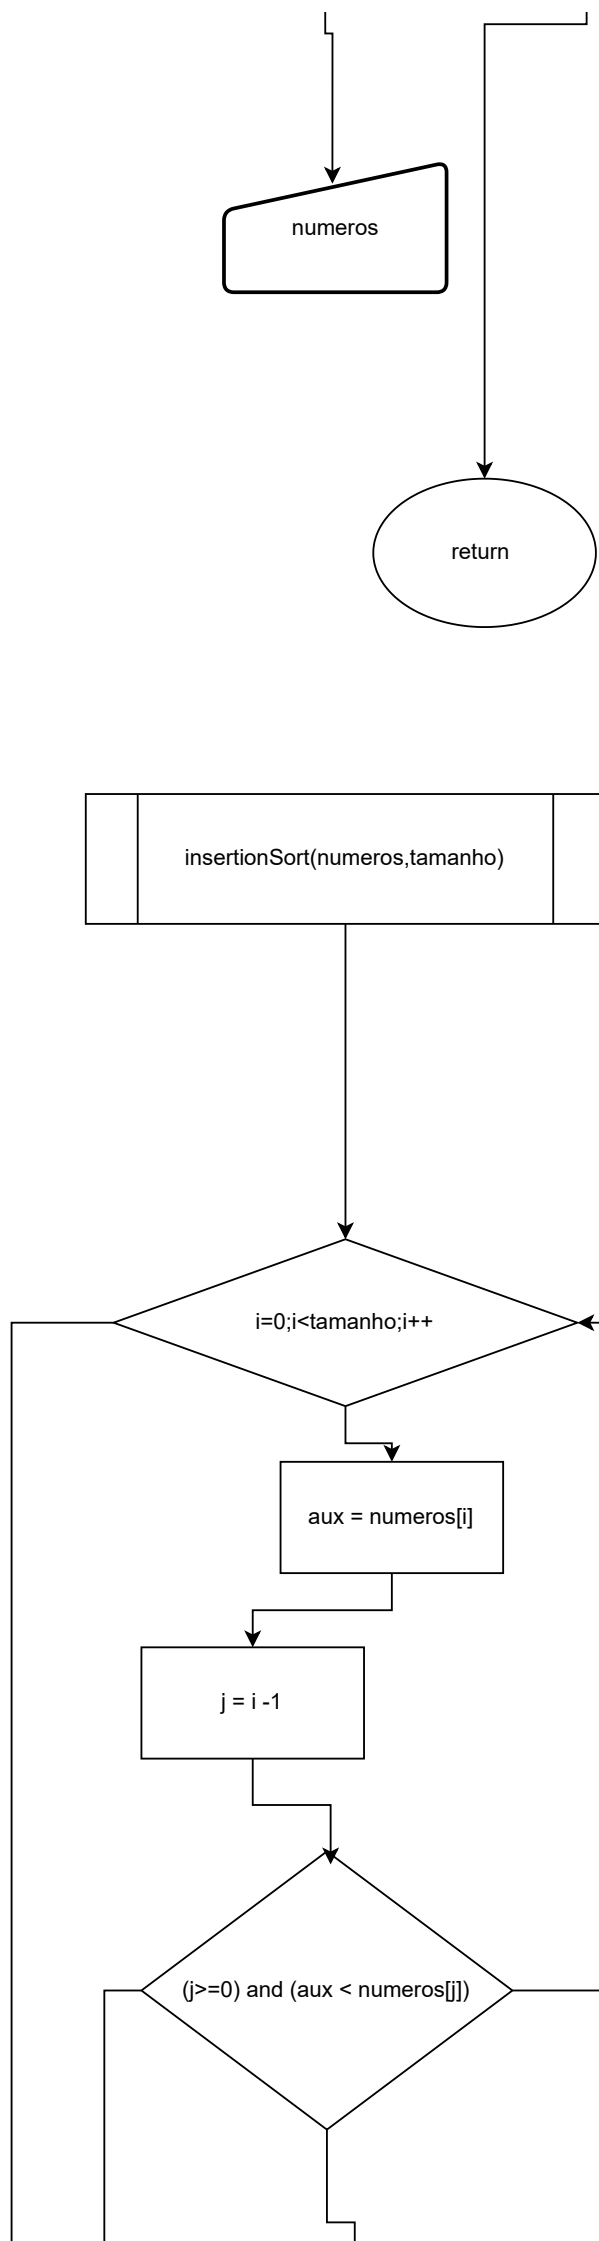 numeros
return
insertionSort(numeros,tamanho)
i=0;i<tamanho;i++
aux = numeros[i]
j = i -1
(j>=0) and (aux < numeros[j])